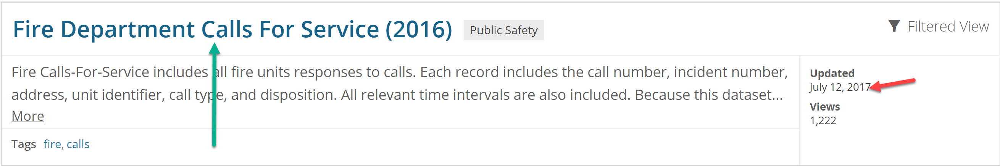 Fire Department Calls For Service (2016) Public Safety Filtered View
Fire Calls-For-Service includes all fire units responses to calls. Each record includes the call number, incident number,
address, unit identifier, call type, and disposition. All relevant time intervals are also included. Because this dataset...
More
Tags fire, calls
Updated
July 12, 2017
Views
1,222